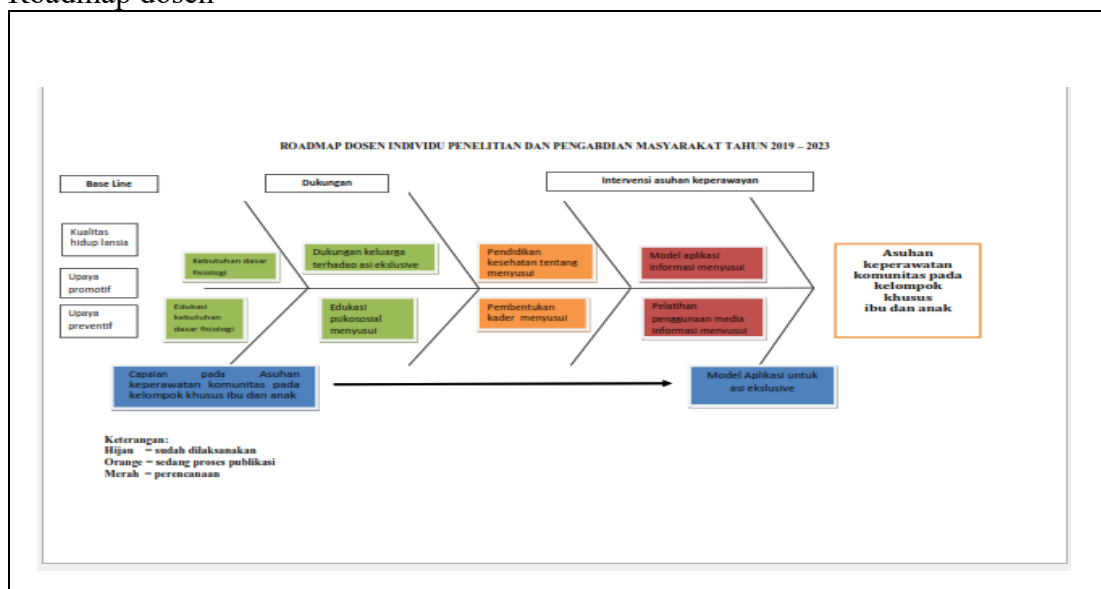 Roadmap dosen
ROADMAP DOSEN INDIVIDU PENELITIAN DAN PENGABDIAN MASYARAKAT TAHUN 2019 – 2023
Base Line
Dukungan
Intervensi asuhan keperawayan
Kualitas
hidup lansia
Upaya
promotif
Upaya
preventif
Kebutuhan dasar
fisiologi
Dukungan keluarga
terhadap asi ekslusive
Pendidikan
kesehatan tentang
menyusui
Model aplikasi
informasi menyusui
Edukasi
kebutuhan
dasar fisiologi
Edukasi
psikososial
menyusui
Pembentukan
kader menyusui
Pelatihan
penggunaan media
informasi menyusui
Asuhan
keperawatan
komunitas pada
kelompok
khusus
ibu dan anak
Capaian pada Asuhan
keperawatan komunitas pada
kelompok khusus ibu dan anak
Model Aplikasi untuk
asi ekslusive
Keterangan:
Hijau = sudah dilaksanakan
Orange = sedang proses publikasi
Merah = perencanaan